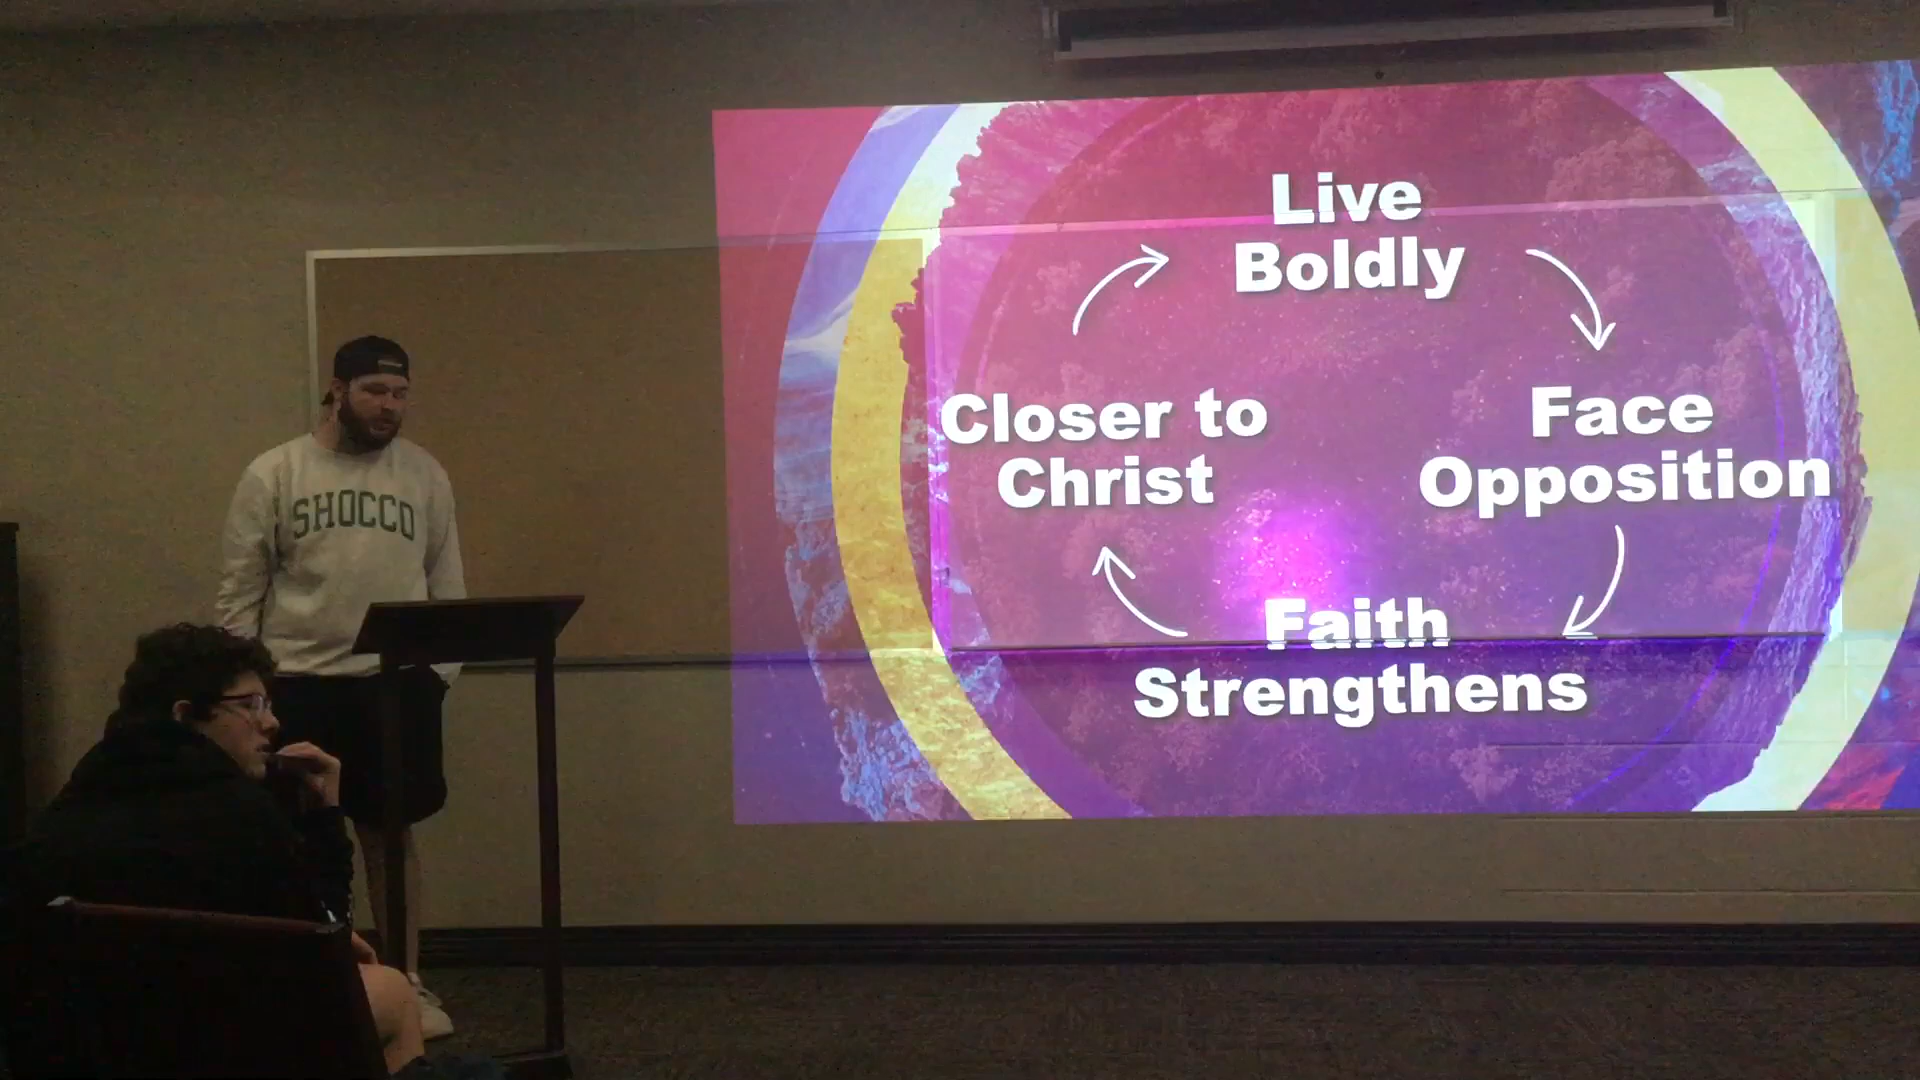 Live
Boldly
Closer to
Christ
Face
Opposition
Faith
Strengthens
SHOCCO